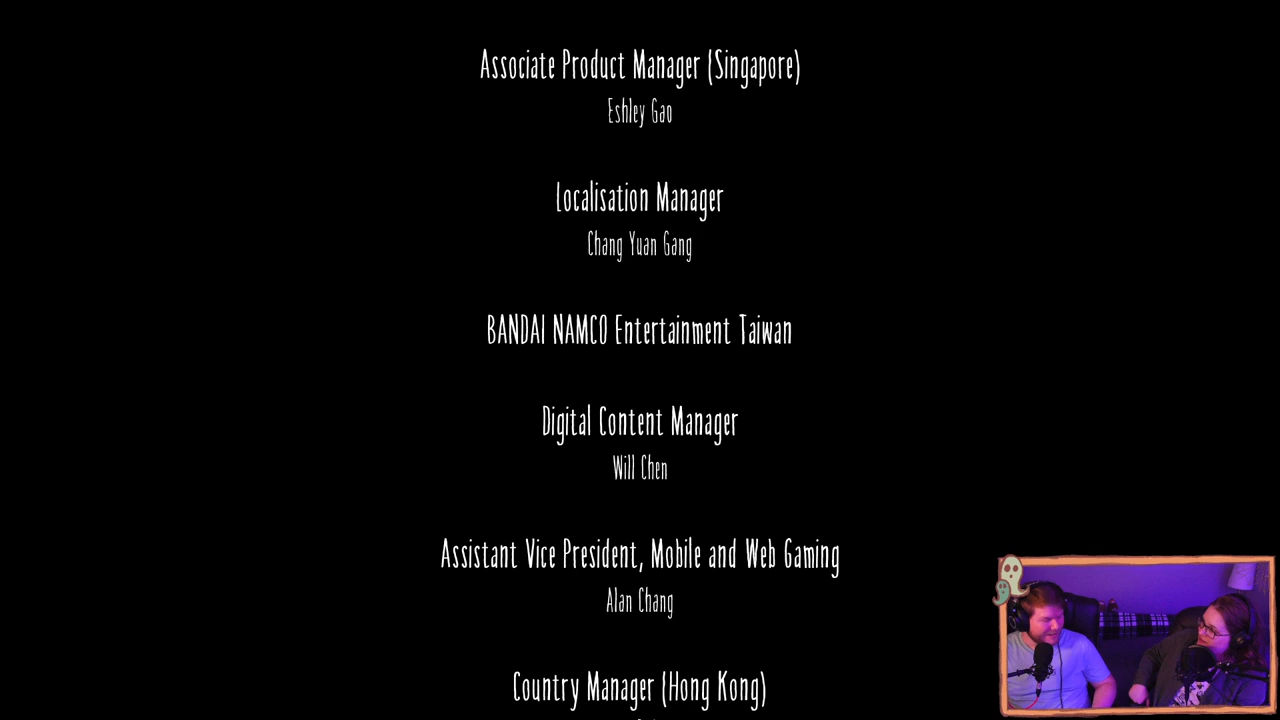 Associate Product Manager (Singapore)
Eshley Gao
Localisation Manager
Chang Yuan Gang
BANDAI NAMCO Entertainment Taiwan
Digital Content Manager
Will Chen
Assistant Vice President, Mobile and Web Gaming
Alan Chang
Country Manager (Hong Kong)